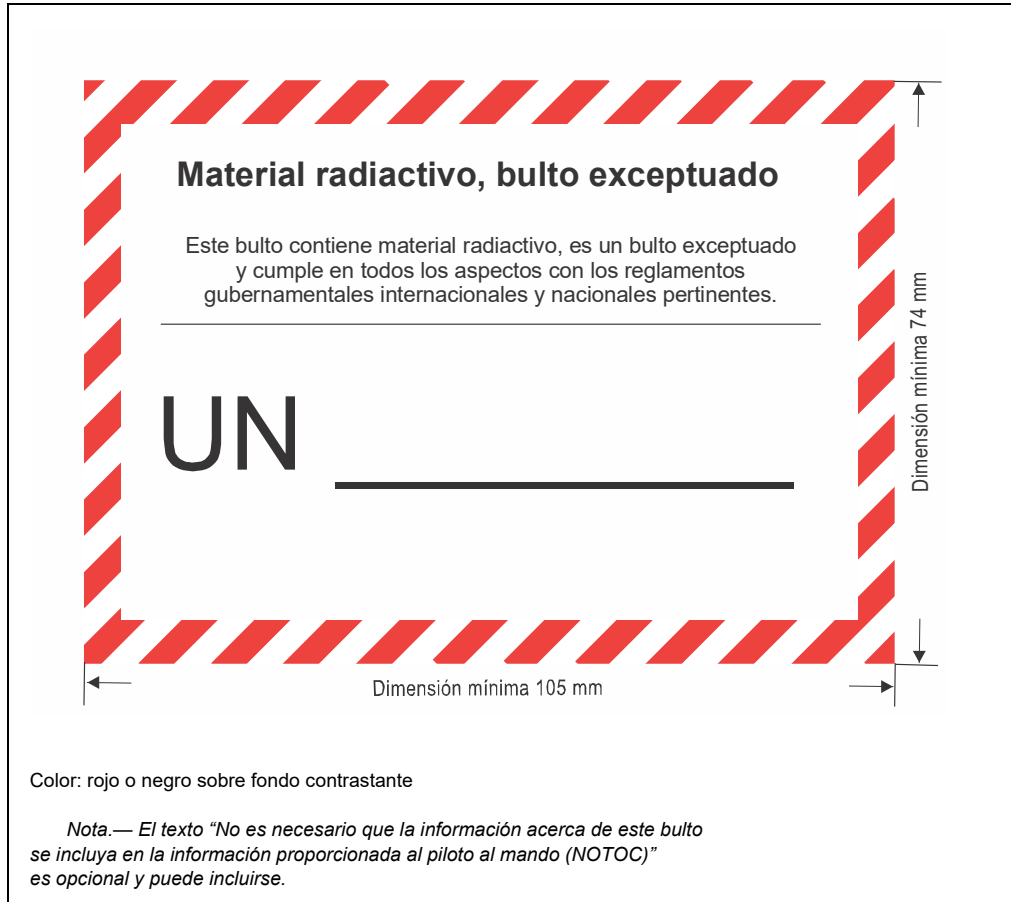 Material radiactivo, bulto exceptuado
Este bulto contiene material radiactivo, es un bulto exceptuado
y cumple en todos los aspectos con los reglamentos
gubernamentales internacionales y nacionales pertinentes.
UN
Dimensión mínima 74 mm
Dimensión mínima 105 mm
Color: rojo o negro sobre fondo contrastante
Nota.— El texto “No es necesario que la información acerca de este bulto
se incluya en la información proporcionada al piloto al mando (NOTOC)”
es opcional y puede incluirse.